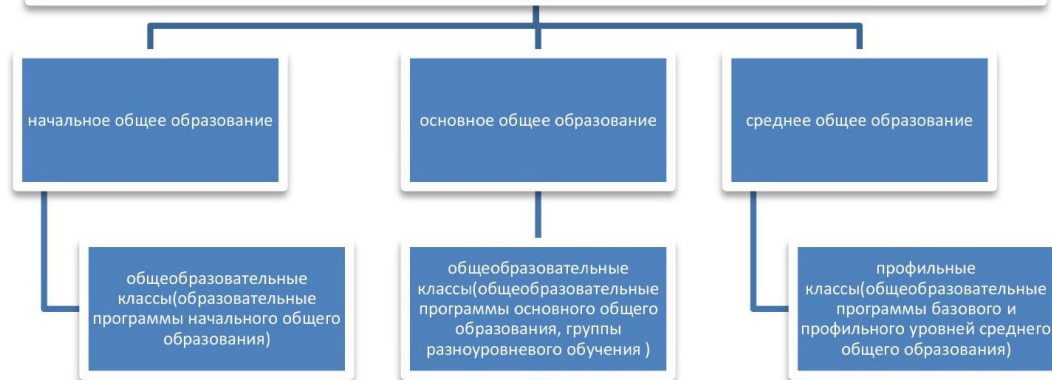 начальное общее образование
основное общее образование
среднее общее образование
общеобразовательные
классы(образовательные
программы начального общего
образования)
общеобразовательные
классы(общеобразовательные
программы основного общего
образования, группы
разноуровневого обучения )
профильные
классы(общеобразовательные
программы базового и
профильного уровней среднего
общего образования)